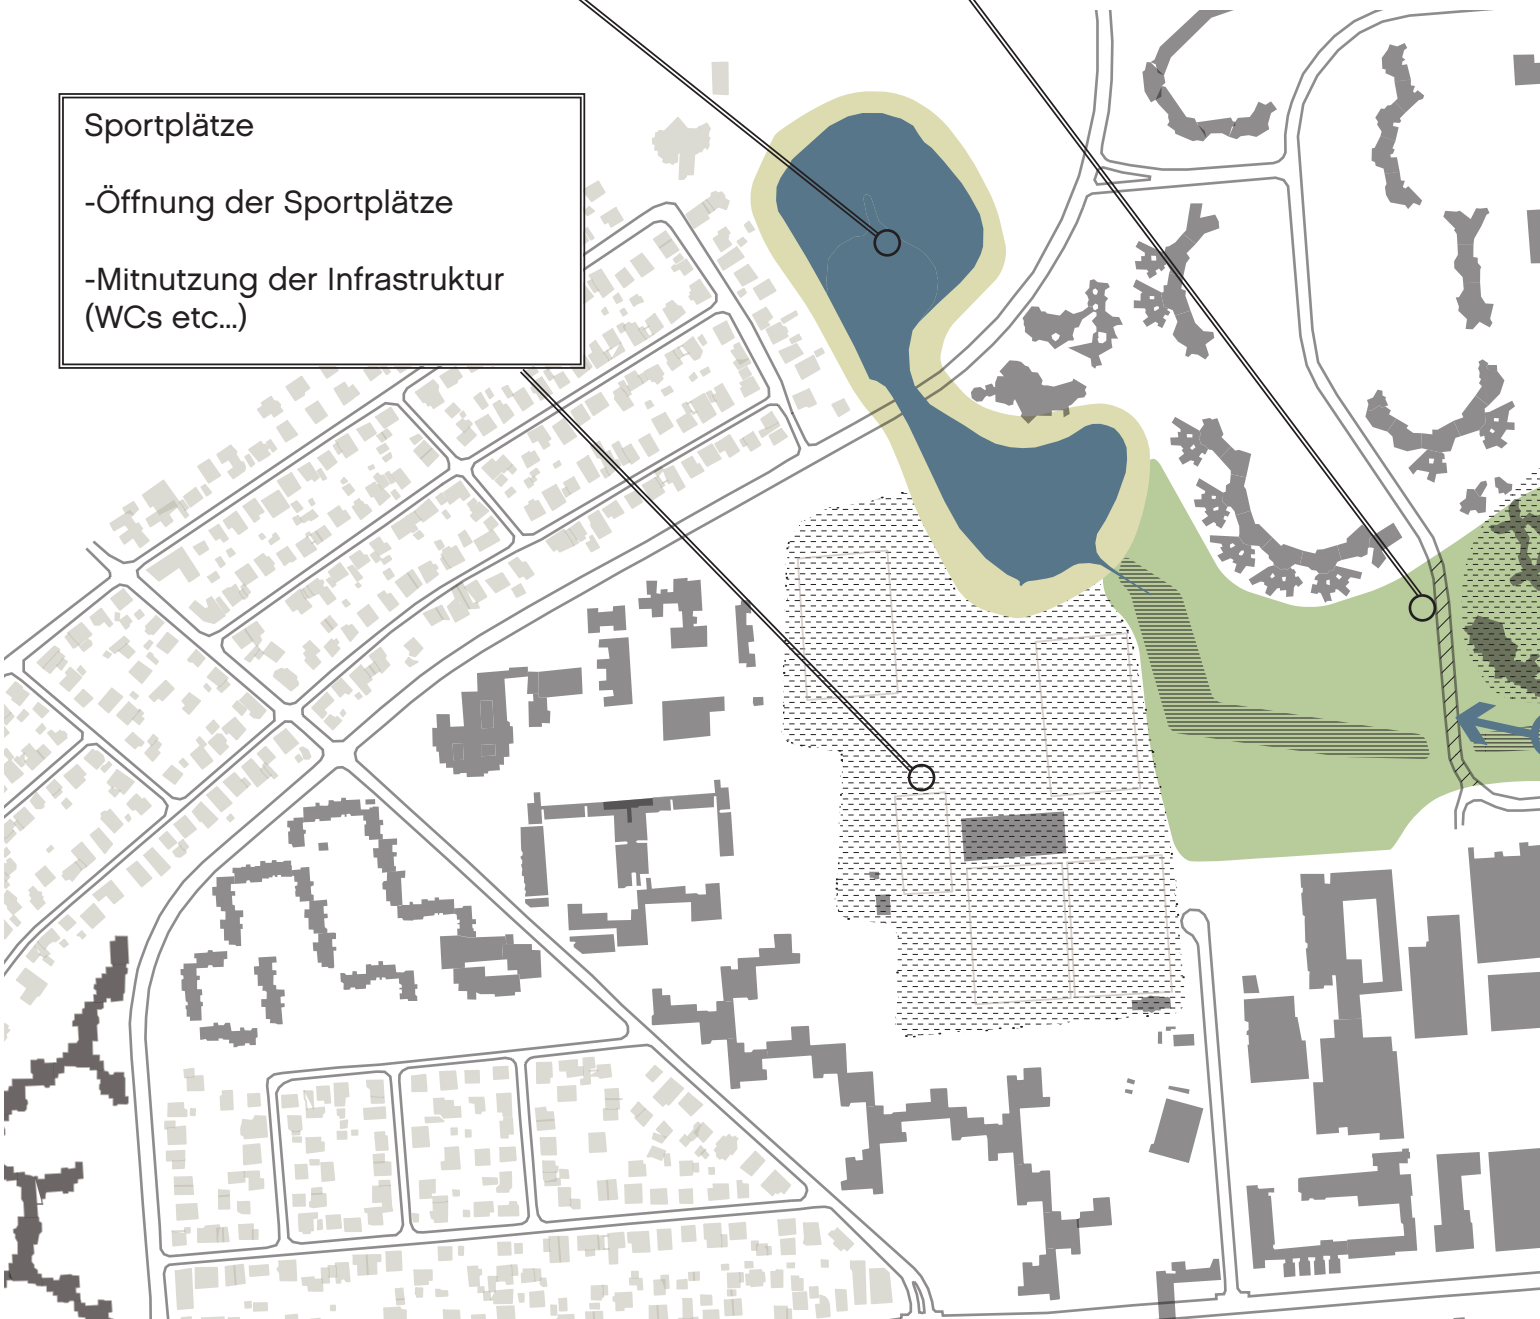 Sportplätze
-Öffnung der Sportplätze
-Mitnutzung der Infrastruktur
(WCs etc...)